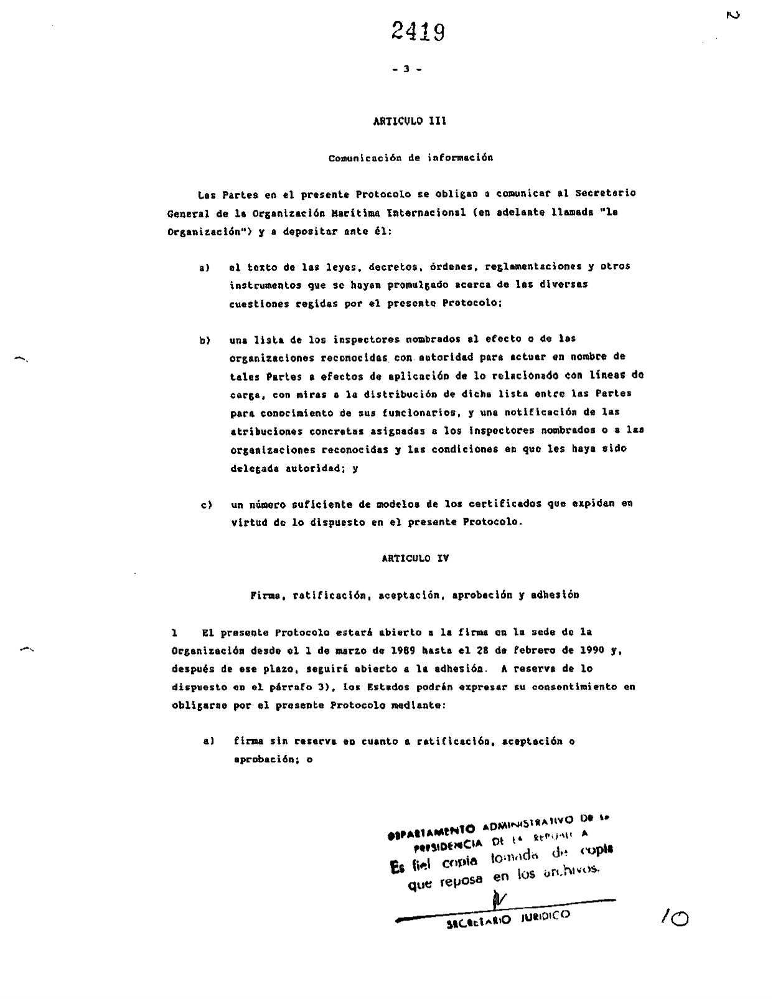 2419
- 3 -
ARTICULO III
Comunicación de información
Las Partes en el presente Protocolo se obligan a comunicar al Secretario
General de la Organización Marítima Internacional (en adelante llamada "la
Organización") y a depositar ante él:
a) el texto de las leyes, decretos, órdenes, reglamentaciones y otros
instrumentos que se hayan promulgado acerca de las diversas
cuestiones regidas por el presente Protocolo;
b) una lista de los inspectores nombrados al efecto o de las
organizaciones reconocidas con autoridad para actuar en nombre de
tales Partes a efectos de aplicación de lo relacionado con líneas de
carga, con miras a la distribución de dicha lista entre las Partes
para conocimiento de sus funcionarios, y una notificación de las
atribuciones concretas asignadas a los inspectores nombrados o a las
organizaciones reconocidas y las condiciones en que les haya sido
delegada autoridad; y
c) un número suficiente de modelos de los certificados que expidan en
virtud de lo dispuesto en el presente Protocolo.
ARTICULO IV
Firma, ratificación, aceptación, aprobación y adhesión
1 El presente Protocolo estará abierto a la firma en la sede de la
Organización desde el 1 de marzo de 1989 hasta el 28 de febrero de 1990 y,
después de ese plazo, seguirá abierto a la adhesión. A reserva de lo
dispuesto en el párrafo 3), los Estados podrán expresar su consentimiento en
obligarse por el presente Protocolo mediante:
a) firma sin reserva en cuanto a ratificación, aceptación o
aprobación; o
DEPARTAMENTO ADMINISTRATIVO DE LA
PRESIDENCIA DE LA REPUBLICA
Es fiel copia tomada de copia
que reposa en los archivos.
SECRETARIO JURIDICO
10